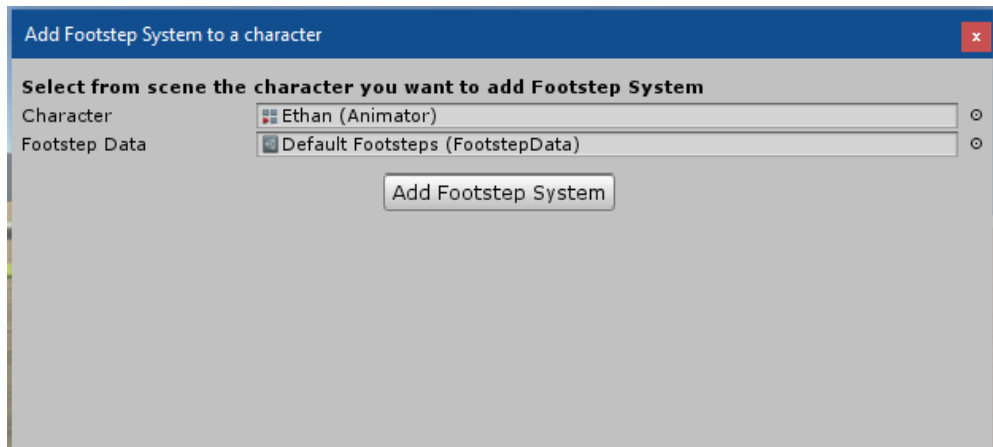 Add Footstep System to a character
x
Select from scene the character you want to add Footstep System
Character Ethan (Animator)
Footstep Data Default Footsteps (FootstepData)
Add Footstep System